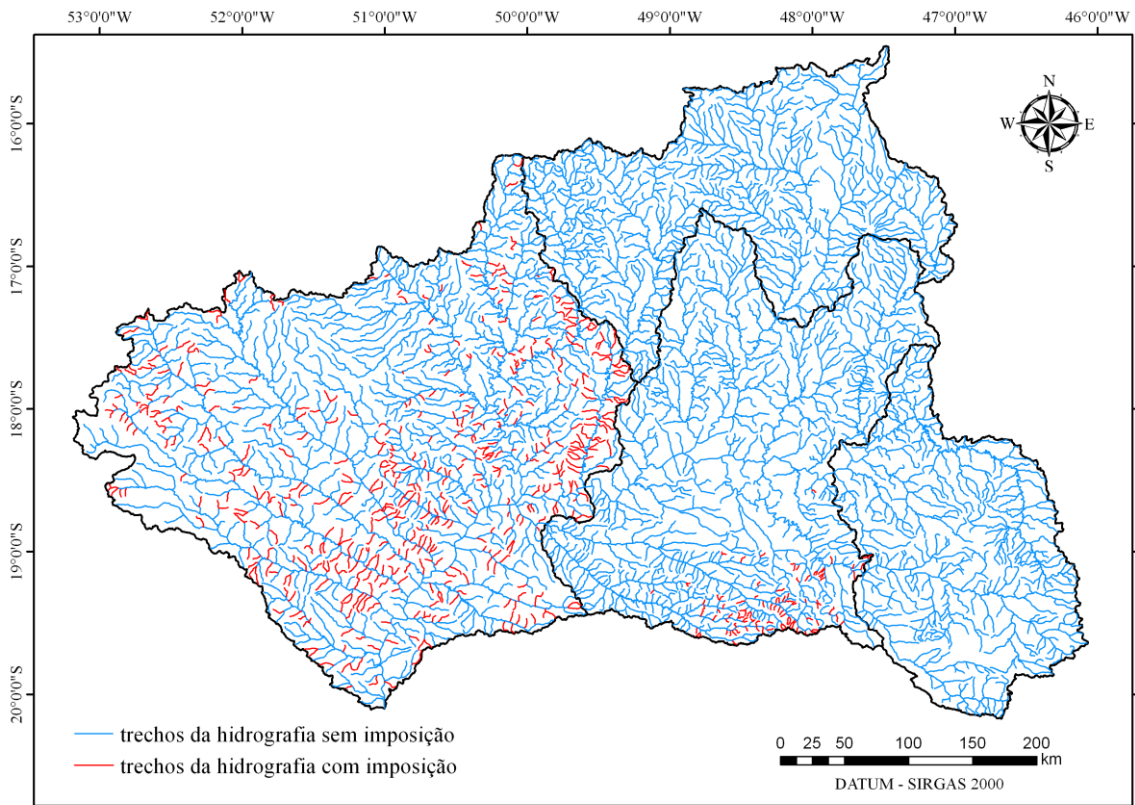 53°0'0"W 52°0'0"W 51°0'0"W 50°0'0"W 49°0'0"W 48°0'0"W 47°0'0"W 46°0'0"W
16°0'0"S
17°0'0"S
18°0'0"S
19°0'0"S
20°0'0"S
N
W E
S
trechos da hidrografia sem imposição
trechos da hidrografia com imposição
0 25 50 100 150 200
km
DATUM - SIRGAS 2000